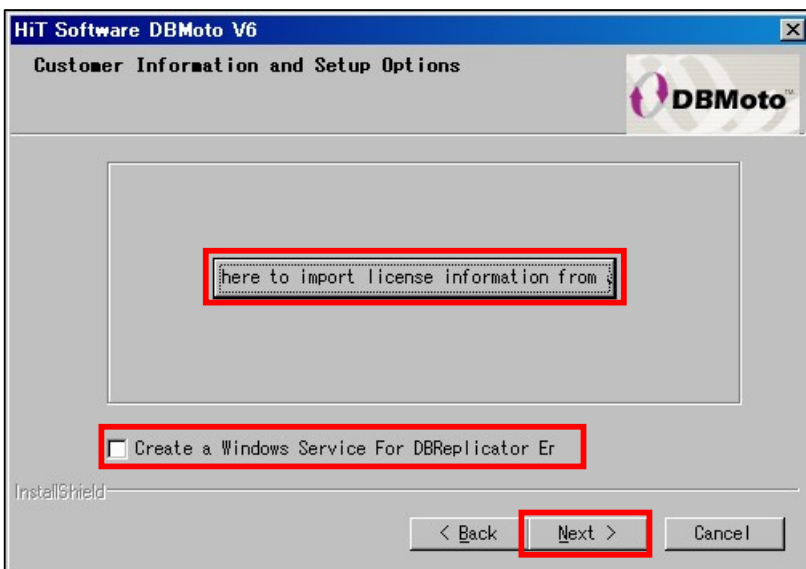 HiT Software DBMoto V6
Customer Information and Setup Options
DBMoto™
here to import license information from
Create a Windows Service For DBReplicator Er
InstallShield
< Back
Next >
Cancel